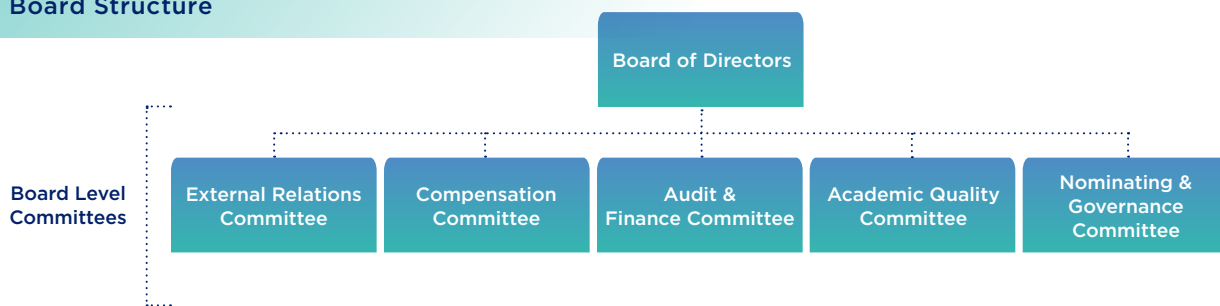 Board Structure
Board of Directors
Board Level
Committees
External Relations
Committee
Compensation
Committee
Audit &
Finance Committee
Academic Quality
Committee
Nominating &
Governance
Committee